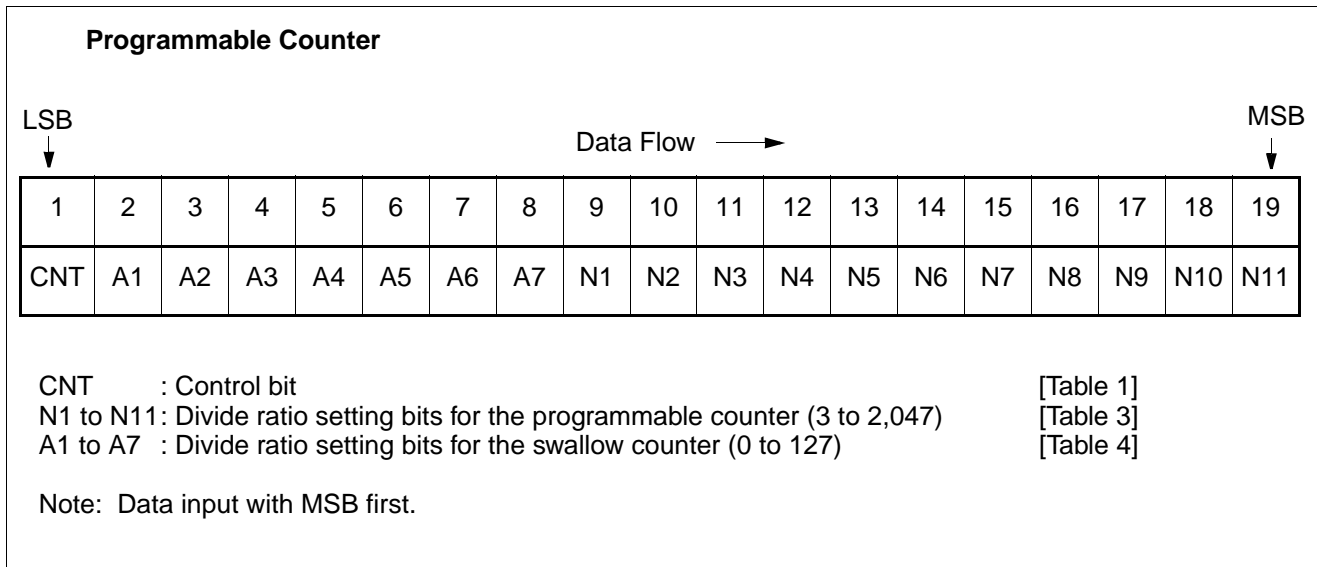 Programmable Counter
LSB
MSB
Data Flow
1 2 3 4 5 6 7 8 9 10 11 12 13 14 15 16 17 18 19
CNT A1 A2 A3 A4 A5 A6 A7 N1 N2 N3 N4 N5 N6 N7 N8 N9 N10 N11
CNT : Control bit [Table 1]
N1 to N11: Divide ratio setting bits for the programmable counter (3 to 2,047) [Table 3]
A1 to A7 : Divide ratio setting bits for the swallow counter (0 to 127) [Table 4]
Note: Data input with MSB first.